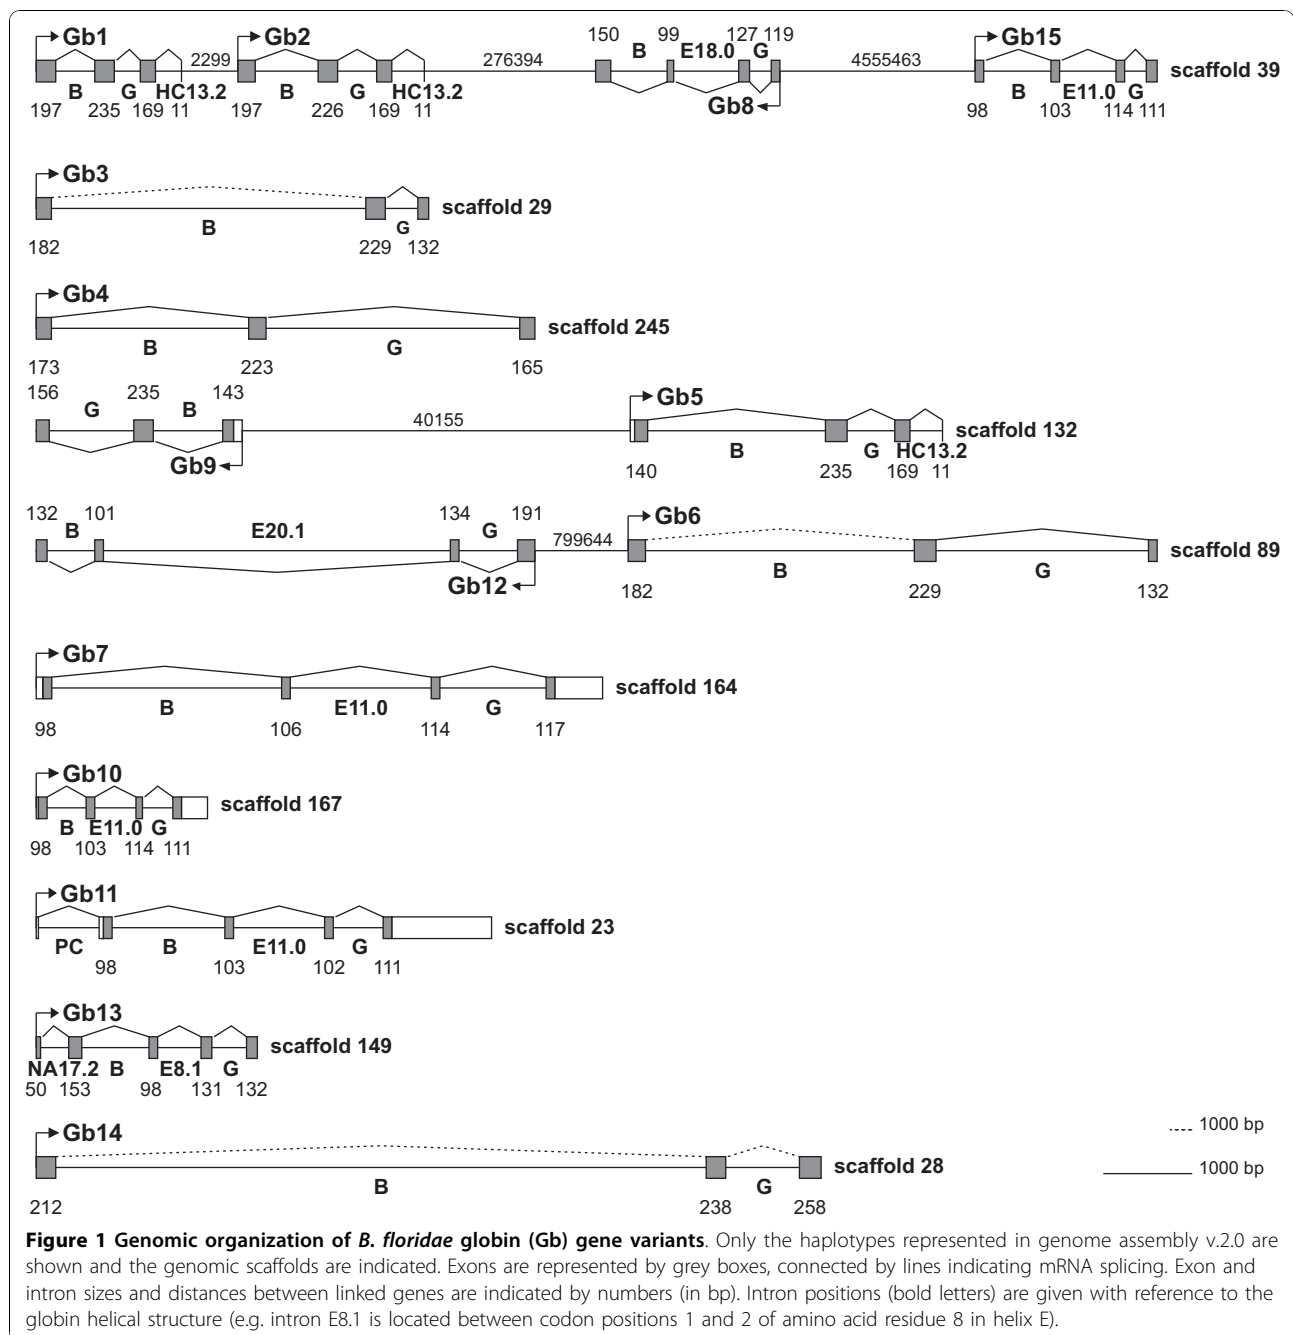 Gb1 Gb2 150 99 127 119 Gb15
B E18.0 G
2299 276394 4555463 scaffold 39
B G HC13.2 B G HC13.2 Gb8 B E11.0 G
197 235 169 11 197 226 169 11 98 103 114 111
Gb3
scaffold 29
B G
182 229 132
Gb4
scaffold 245
B G
173 223 165
156 235 143 Gb5
G B 40155 scaffold 132
Gb9 B G HC13.2
140 235 169 11
132 101 134 191 Gb6
B E20.1 G 799644 scaffold 89
Gb12 B G
182 229 132
Gb7
scaffold 164
B E11.0 G
98 106 114 117
Gb10
scaffold 167
B E11.0 G
98 103 114 111
Gb11
scaffold 23
PC B E11.0 G
98 103 102 111
Gb13
scaffold 149
NA17.2 B E8.1 G
50 153 98 131 132
Gb14
1000 bp
scaffold 28 1000 bp
B G
212 238 258
Figure 1 Genomic organization of B. floridae globin (Gb) gene variants. Only the haplotypes represented in genome assembly v.2.0 are
shown and the genomic scaffolds are indicated. Exons are represented by grey boxes, connected by lines indicating mRNA splicing. Exon and
intron sizes and distances between linked genes are indicated by numbers (in bp). Intron positions (bold letters) are given with reference to the
globin helical structure (e.g. intron E8.1 is located between codon positions 1 and 2 of amino acid residue 8 in helix E).